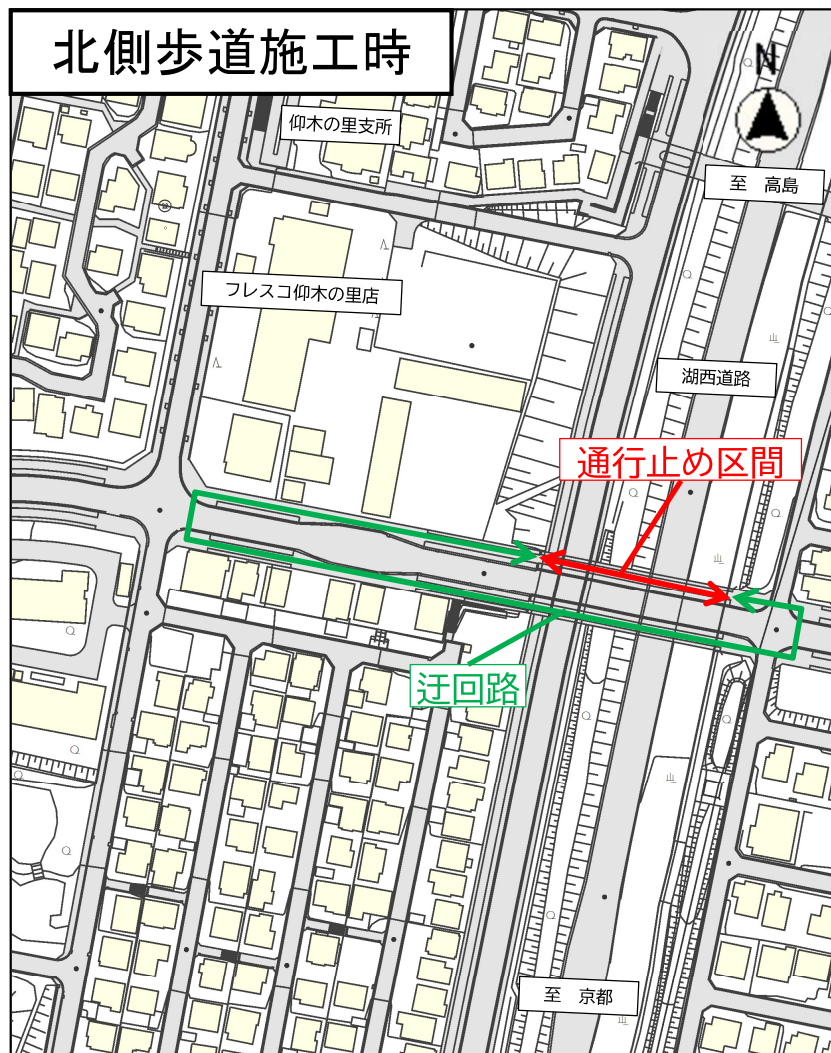 北側歩道施工時
N
仰木の里支所
至　高島
フレスコ仰木の里店
湖西道路
通行止め区間
迂回路
至　京都